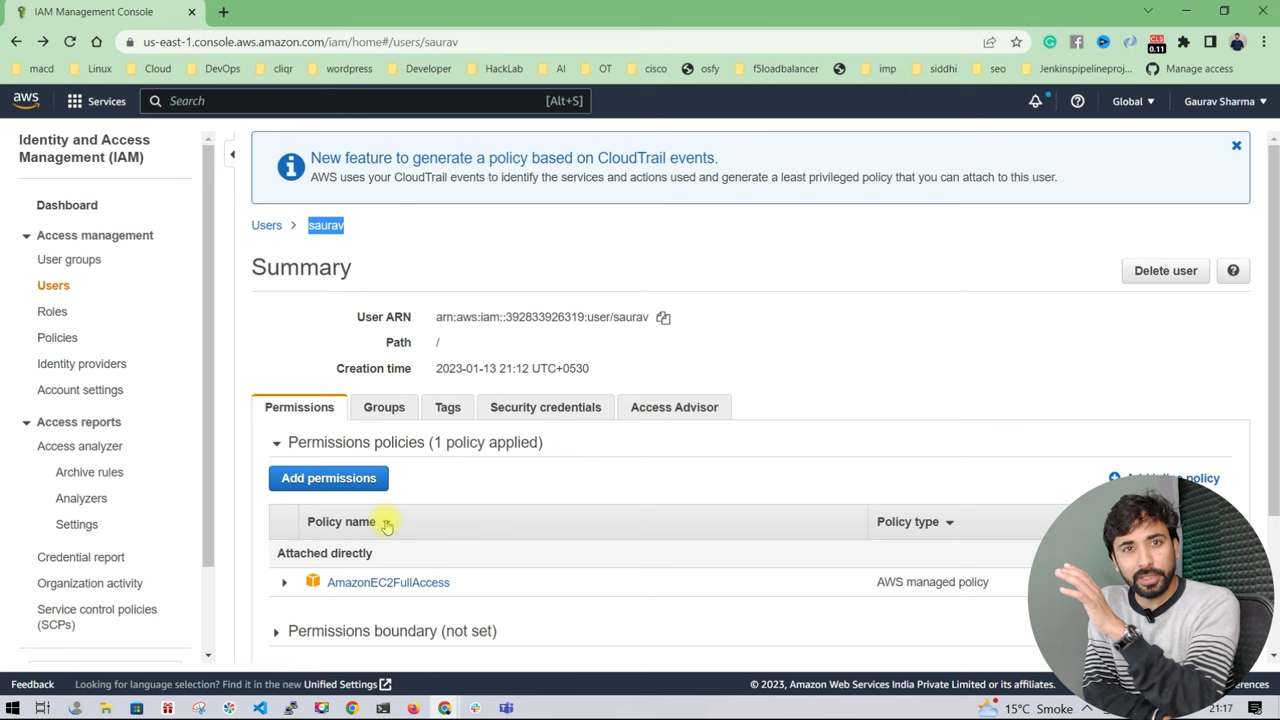 IAM Management Console
us-east-1.console.aws.amazon.com/iam/home#/users/saurav
CLS
0.11
macd
Linux
Cloud
DevOps
cliqr
wordpress
Developer
HackLab
AI
OT
cisco
osfy
f5loadbalancer
imp
siddhi
seo
Jenkinspipelineproj...
Manage access
aws
Services
Search
[Alt+S]
Global
Gaurav Sharma
Identity and Access
Management (IAM)
Dashboard
Access management
User groups
Users
Roles
Policies
Identity providers
Account settings
Access reports
Access analyzer
Archive rules
Analyzers
Settings
Credential report
Organization activity
Service control policies
(SCPs)
New feature to generate a policy based on CloudTrail events.
AWS uses your CloudTrail events to identify the services and actions used and generate a least privileged policy that you can attach to this user.
Users > saurav
Summary
Delete user
User ARN arn:aws:iam::392833926319:user/saurav
Path /
Creation time 2023-01-13 21:12 UTC+0530
Permissions
Groups
Tags
Security credentials
Access Advisor
Permissions policies (1 policy applied)
Add permissions
policy
Policy name
Policy type
Attached directly
AmazonEC2FullAccess
AWS managed policy
Permissions boundary (not set)
Feedback
Looking for language selection? Find it in the new Unified Settings
© 2023, Amazon Web Services India Private Limited or its affiliates.
15°C Smoke
21:17